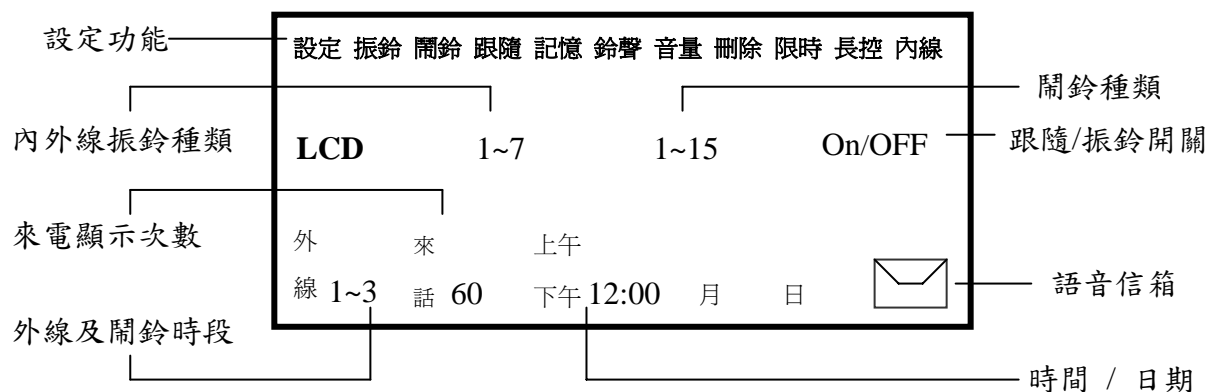 設定功能
設定 振鈴 鬧鈴 跟隨 記憶 鈴聲 音量 刪除 限時 長控 內線
鬧鈴種類
內外線振鈴種類
LCD 1~7 1~15 On/OFF
跟隨/振鈴開關
來電顯示次數
外 來 上午
線 1~3 話 60 下午 12:00 月 日
語音信箱
外線及鬧鈴時段
時間 / 日期